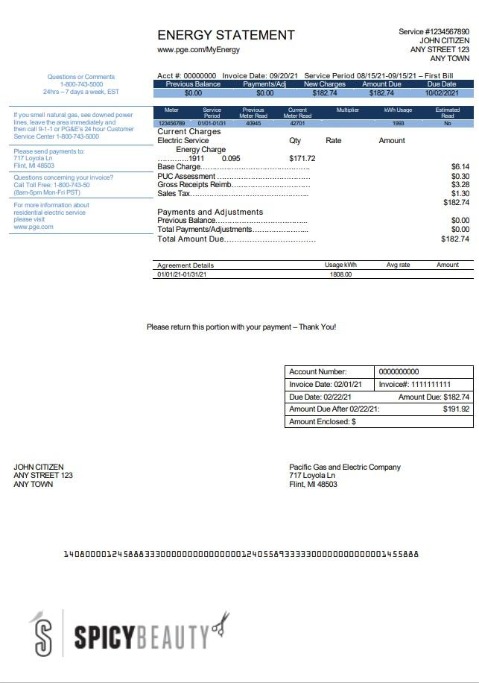 ENERGY STATEMENT
www.pge.com/MyEnergy
Service #1234567890
JOHN CITIZEN
ANY STREET 123
ANY TOWN
Questions or Comments
1-800-743-5000
24hrs – 7 days a week, EST
Acct #: 00000000 Invoice Date: 09/20/21 Service Period 08/15/21-09/15/21 – First Bill
Previous Balance Payments/Adj New Charges Amount Due Due Date
$0.00 $0.00 $182.74 $182.74 10/02/2021
If you smell natural gas, see downed power
lines, leave the area immediately and
then call 9-1-1 or PG&E's 24 hour Customer
Service Center 1-800-743-5000
Please send payments to:
717 Loyola Ln
Flint, MI 48503
Questions concerning your Invoice?
Call Toll Free: 1-800-743-50
(8am-5pm Mon-Fri PST)
For more information about
residential electric service
please visit
www.pge.com
Meter Service Period Previous Meter Read Current Meter Read Multiplier kWh Usage Estimated Read
123456789 01/01-01/31 No
Current Charges
Electric Service Qty Rate Amount
Energy Charge
............1911 0.095 $171.72
Base Charge................................................ $6.14
PUC Assessment........................................ $0.30
Gross Receipts Reimb................................. $3.28
Sales Tax.................................................... $1.30
$182.74
Payments and Adjustments
Previous Balance........................................ $0.00
Total Payments/Adjustments....................... $0.00
Total Amount Due........................... $182.74
Agreement Details Usage kWh Avg rate Amount
01/01/21-01/31/21 1808.00
Please return this portion with your payment – Thank You!
Account Number: 0000000000
Invoice Date: 02/01/21 Invoice#: 1111111111
Due Date: 02/22/21 Amount Due: $182.74
Amount Due After 02/22/21: $191.92
Amount Enclosed: $
JOHN CITIZEN
ANY STREET 123
ANY TOWN
Pacific Gas and Electric Company
717 Loyola Ln
Flint, MI 48503
SPICYBEAUTY